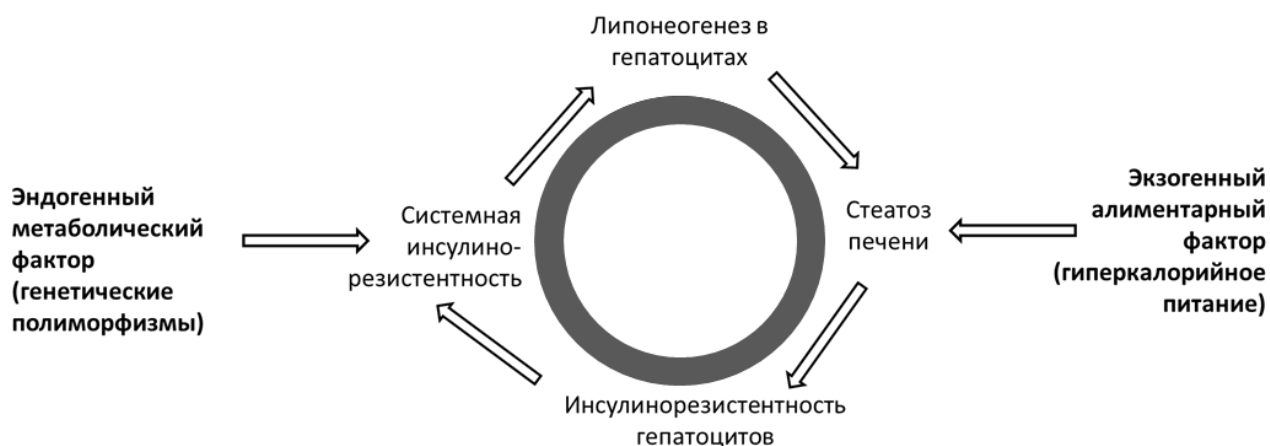 Липонеогенез в
гепатоцитах
Эндогенный
метаболический
фактор
(генетические
полиморфизмы)
Системная
инсулино-
резистентность
Стеатоз
печени
Экзогенный
алиментарный
фактор
(гиперкалорийное
питание)
Инсулинорезистентность
гепатоцитов